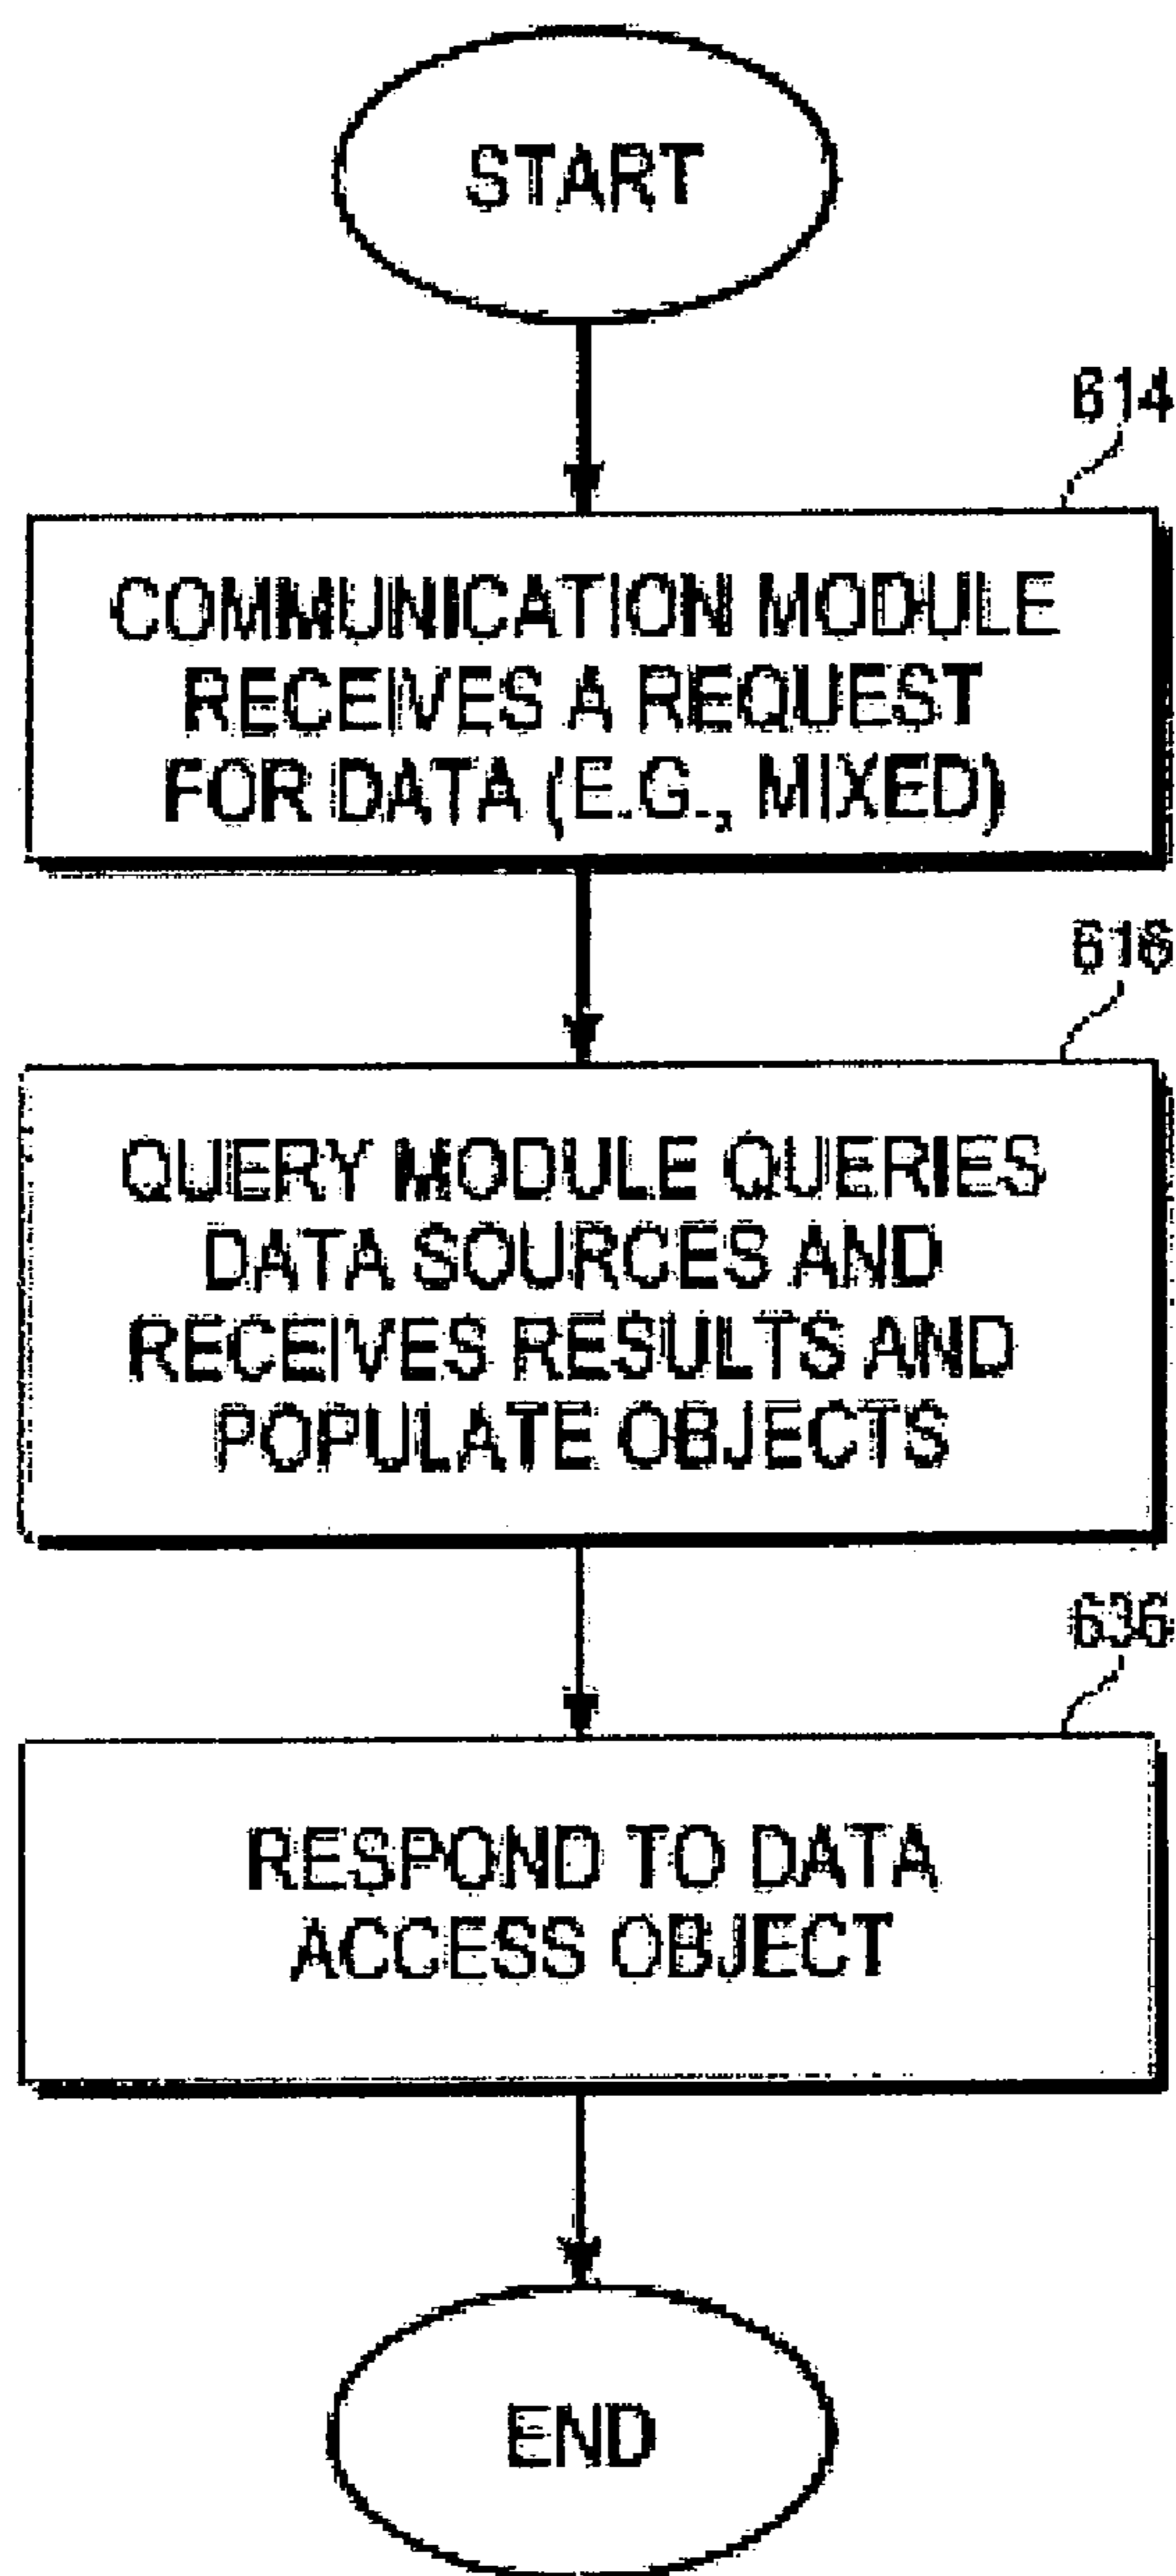 START
614
COMMUNICATION MODULE
RECEIVES A REQUEST
FOR DATA (E.G., MIXED)
QUERY MODULE QUERIES
DATA SOURCES AND
RECEIVES RESULTS AND
POPULATE OBJECTS
636
RESPOND TO DATA
ACCESS OBJECT
END